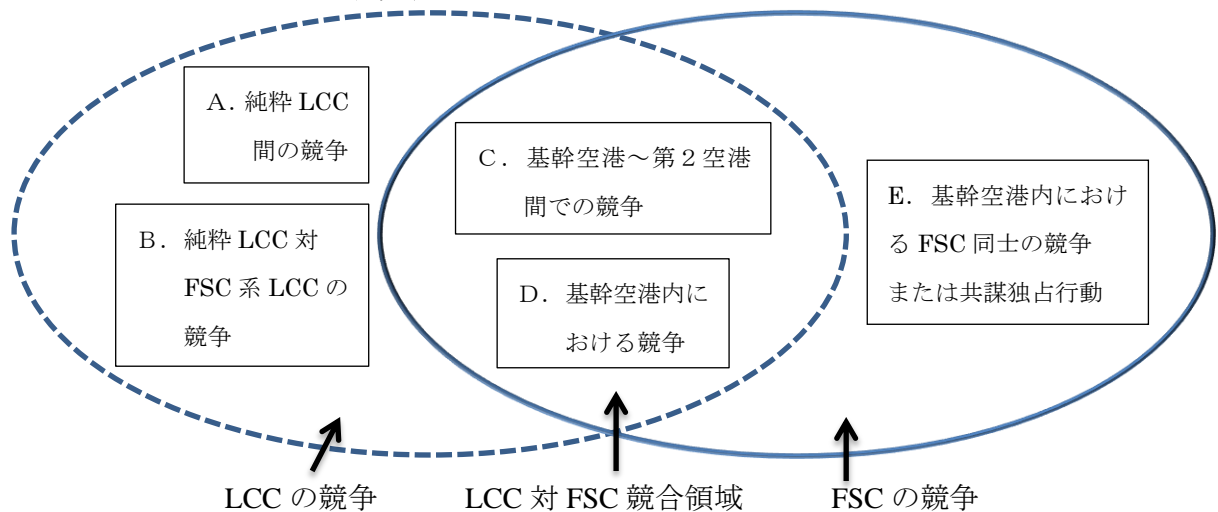 A. 純粋 LCC
間の競争
B. 純粋 LCC 対
FSC 系 LCC の
競争
C. 基幹空港～第２空港
間での競争
D. 基幹空港内に
おける競争
E. 基幹空港内におけ
る FSC 同士の競争
または共謀独占行動
LCC の競争
LCC 対 FSC 競合領域
FSC の競争